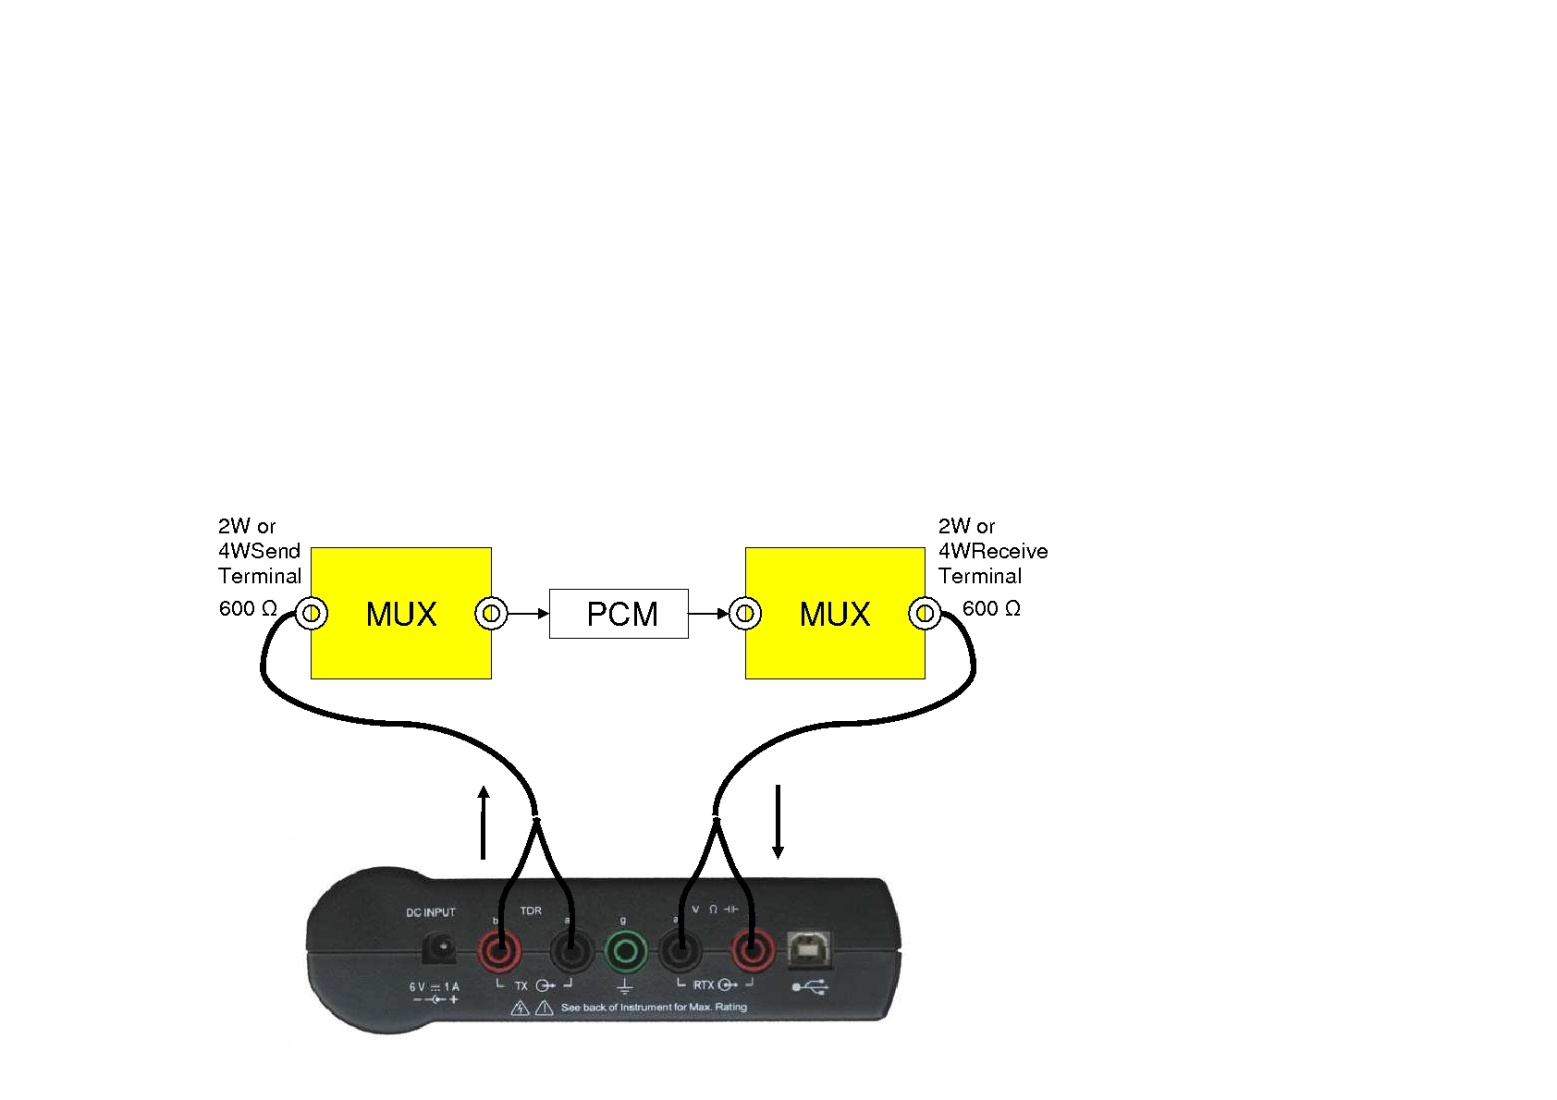 2W or
4WSend
Terminal
600 Ω
MUX
PCM
MUX
2W or
4WReceive
Terminal
600 Ω
DC INPUT
b
TDR
a
g
a
V Ω
6 V 1 A
TX
RTX
See back of Instrument for Max. Rating